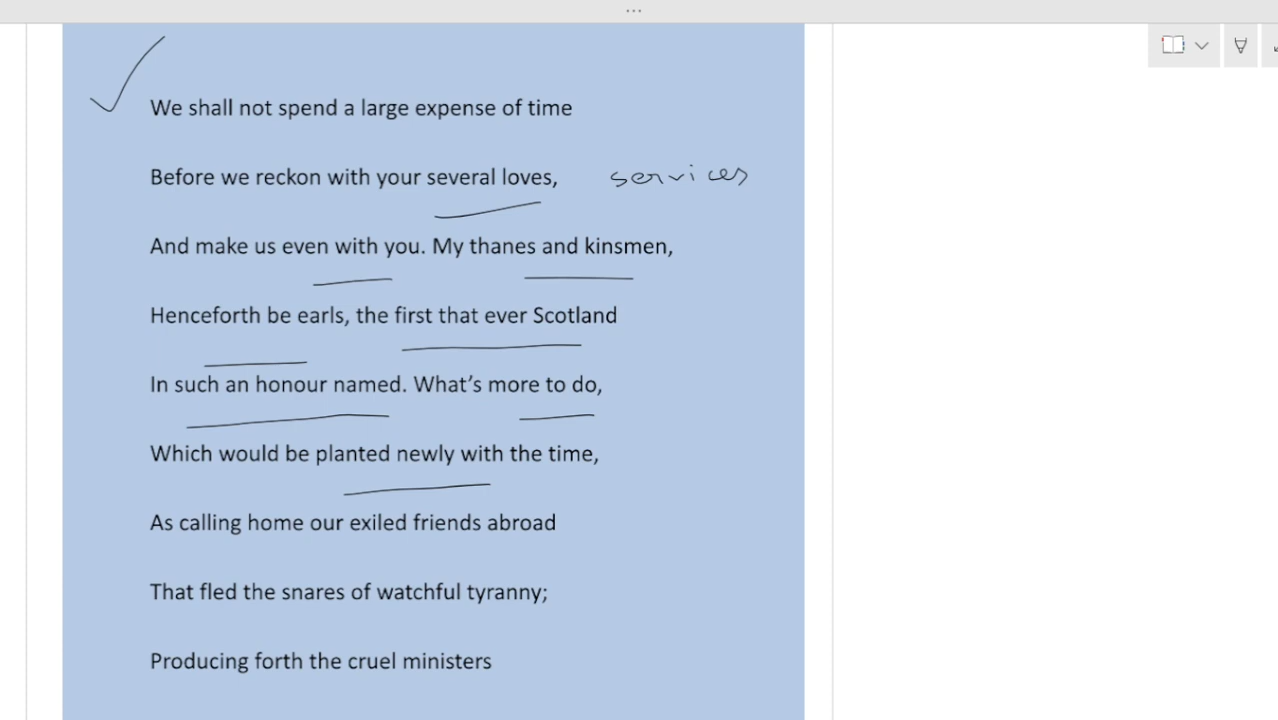 We shall not spend a large expense of time
Before we reckon with your several loves, services
And make us even with you. My thanes and kinsmen,
Henceforth be earls, the first that ever Scotland
In such an honour named. What's more to do,
Which would be planted newly with the time,
As calling home our exiled friends abroad
That fled the snares of watchful tyranny;
Producing forth the cruel ministers